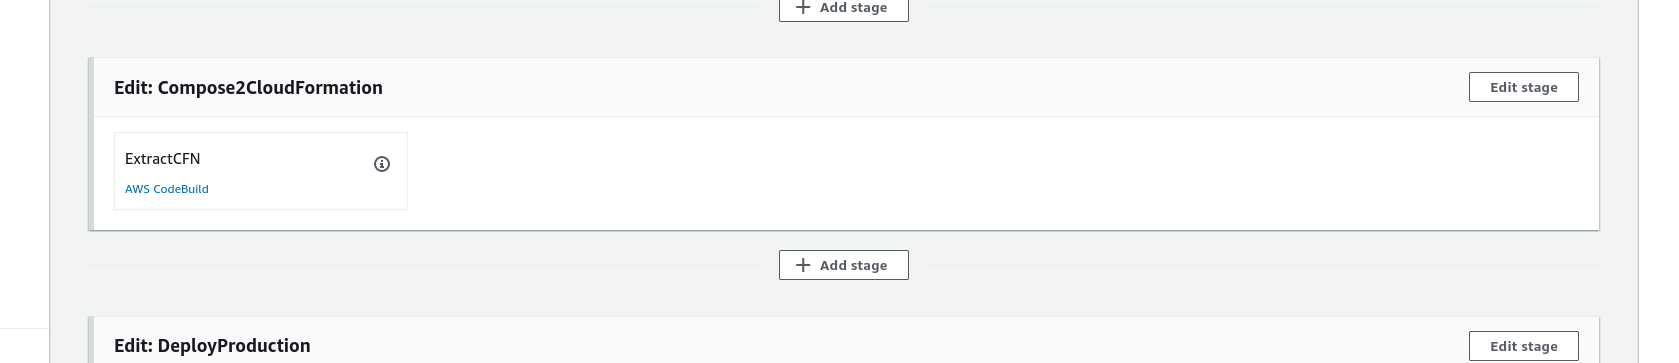 Add stage
Edit: Compose2CloudFormation
Edit stage
ExtractCFN
AWS CodeBuild
Add stage
Edit: DeployProduction
Edit stage